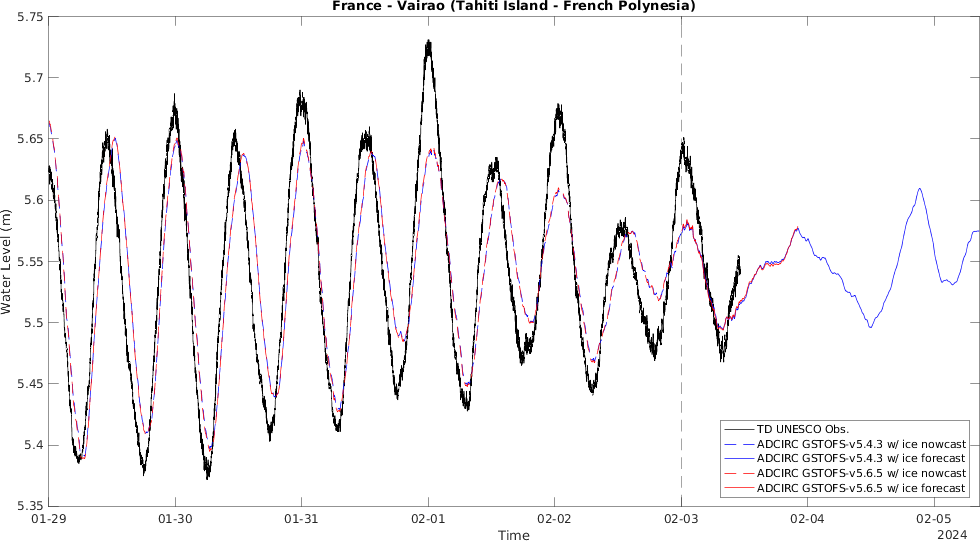 France - Vairao (Tahiti Island - French Polynesia)
5.75
5.7
5.65
5.6
5.55
5.5
5.45
5.4
5.35
Water Level (m)
01-29
01-30
01-31
02-01
02-02
02-03
02-04
02-05
Time
2024
TD UNESCO Obs.
ADCIRC GSTOFS-v5.4.3 w/ ice nowcast
ADCIRC GSTOFS-v5.4.3 w/ ice forecast
ADCIRC GSTOFS-v5.6.5 w/ ice nowcast
ADCIRC GSTOFS-v5.6.5 w/ ice forecast